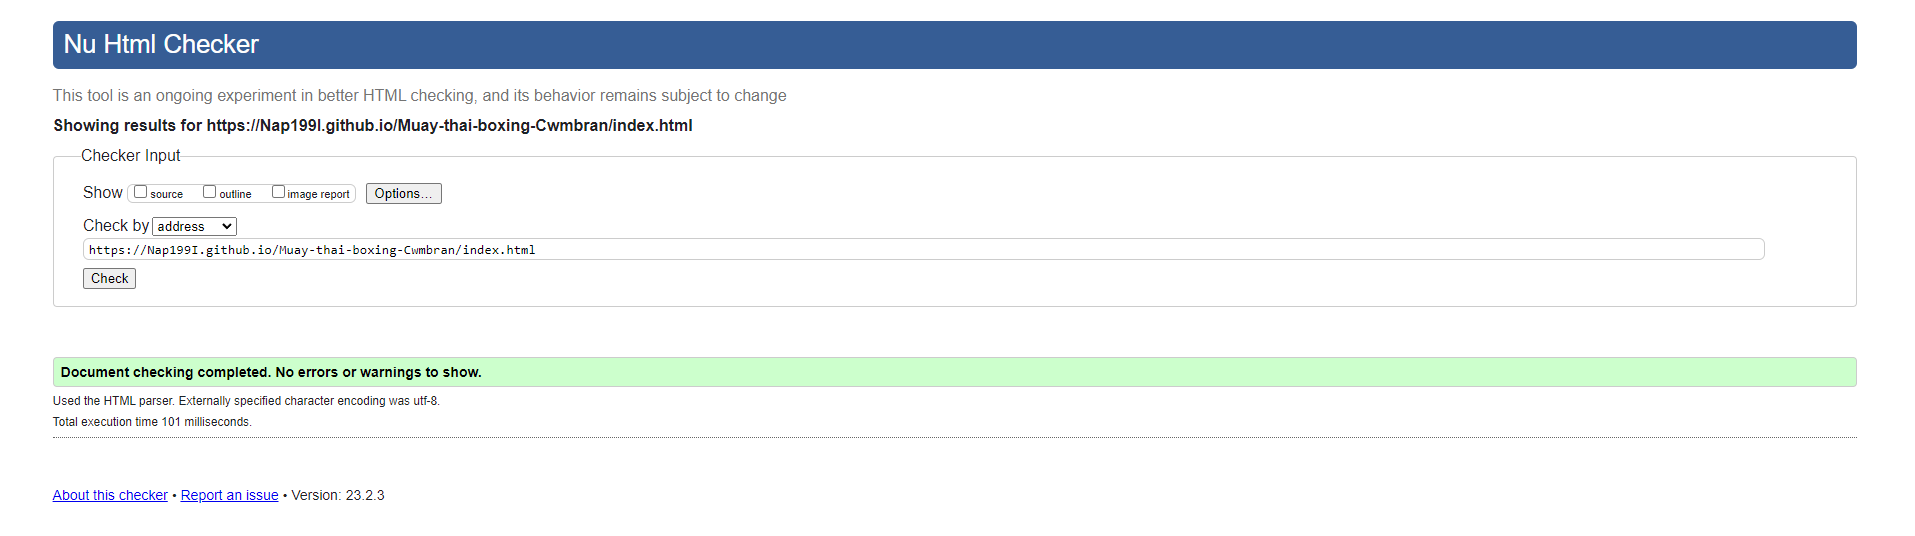 Nu Html Checker
This tool is an ongoing experiment in better HTML checking, and its behavior remains subject to change
Showing results for https://Nap199I.github.io/Muay-thai-boxing-Cwmbran/index.html
Checker Input
Show source outline image report Options...
Check by address
https://Nap199I.github.io/Muay-thai-boxing-Cwmbran/index.html
Check
Document checking completed. No errors or warnings to show.
Used the HTML parser. Externally specified character encoding was utf-8.
Total execution time 101 milliseconds.
About this checker • Report an issue • Version: 23.2.3